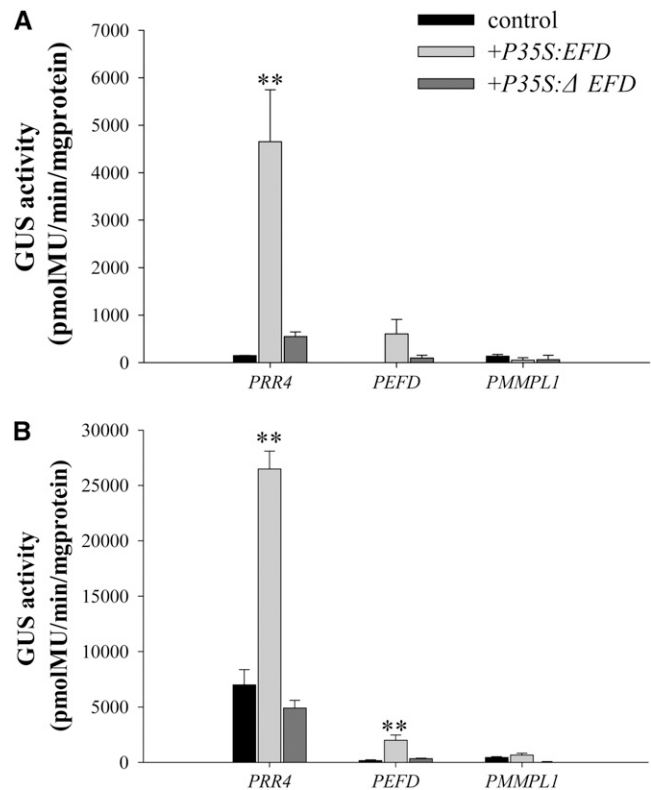 A
control
+P35S:EFD
+P35S:Δ EFD
GUS activity
(pmolMU/min/mgprotein)
7000
6000
5000
4000
3000
2000
1000
0
**
PRR4
PEFD
PMMPL1
B
GUS activity
(pmolMU/min/mgprotein)
30000
25000
20000
15000
10000
5000
0
**
**
PRR4
PEFD
PMMPL1